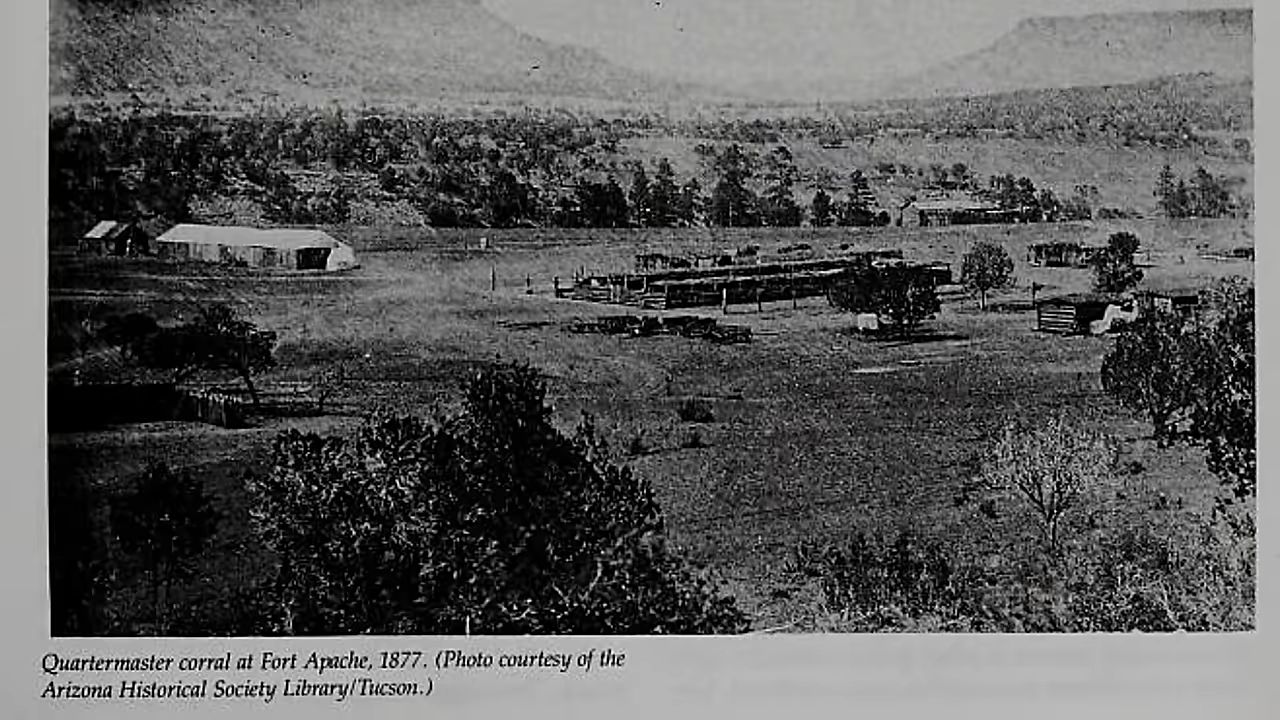 Quartermaster corral at Fort Apache, 1877. (Photo courtesy of the
Arizona Historical Society Library/Tucson.)